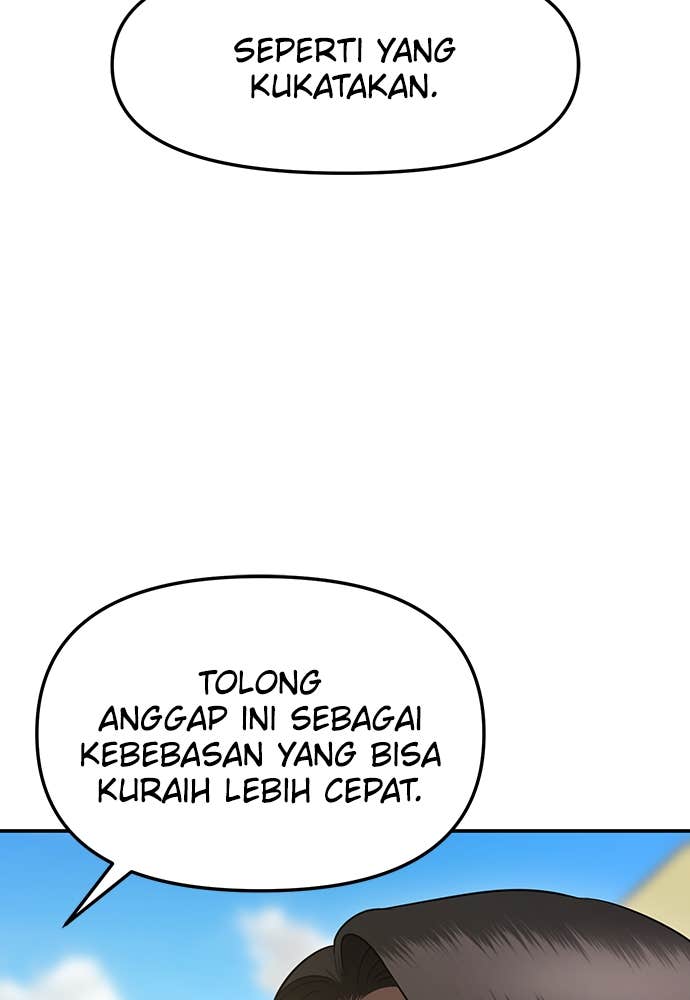 SEPERTI YANG
KUKATAKAN.
TOLONG
ANGGAP INI SEBAGAI
KEBEBASAN YANG BISA
KURAIH LEBIH CEPAT.